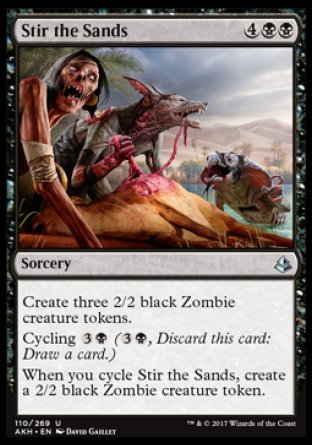 Stir the Sands 4
Sorcery
Create three 2/2 black Zombie
creature tokens.
Cycling 3 (3, Discard this card:
Draw a card.)
When you cycle Stir the Sands, create
a 2/2 black Zombie creature token.
110/269 U
AKH • EN DAVID GAILLET ™ & © 2017 Wizards of the Coast